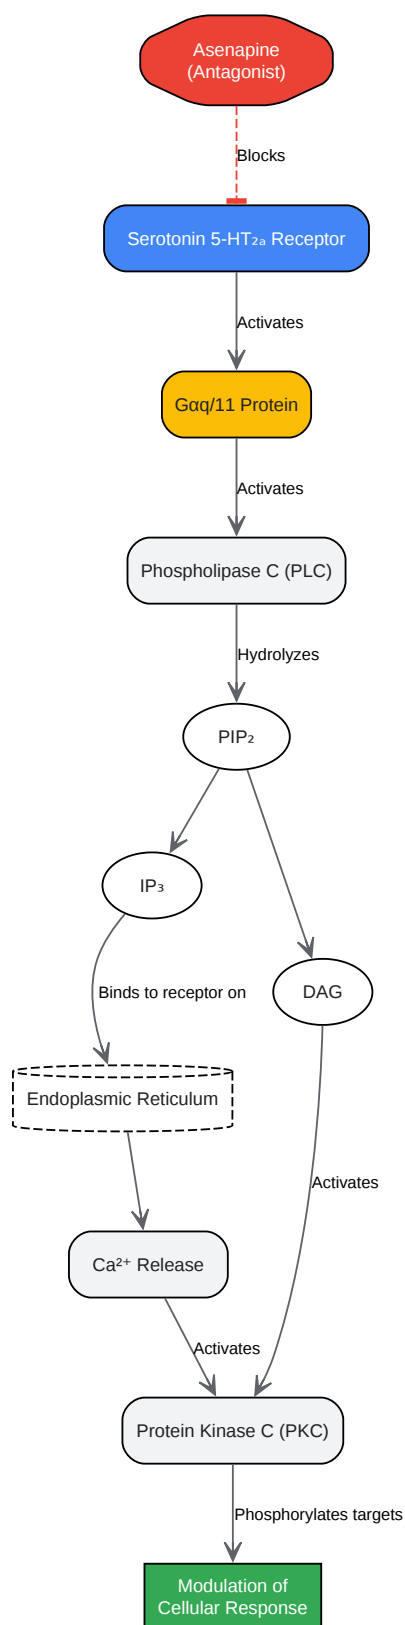 Asenapine
(Antagonist)
Blocks
Serotonin 5-HT₂ₐ Receptor
Activates
Gαq/11 Protein
Activates
Phospholipase C (PLC)
Hydrolyzes
PIP₂
IP₃
Binds to receptor on
DAG
Endoplasmic Reticulum
Activates
Ca²⁺ Release
Activates
Protein Kinase C (PKC)
Phosphorylates targets
Modulation of
Cellular Response